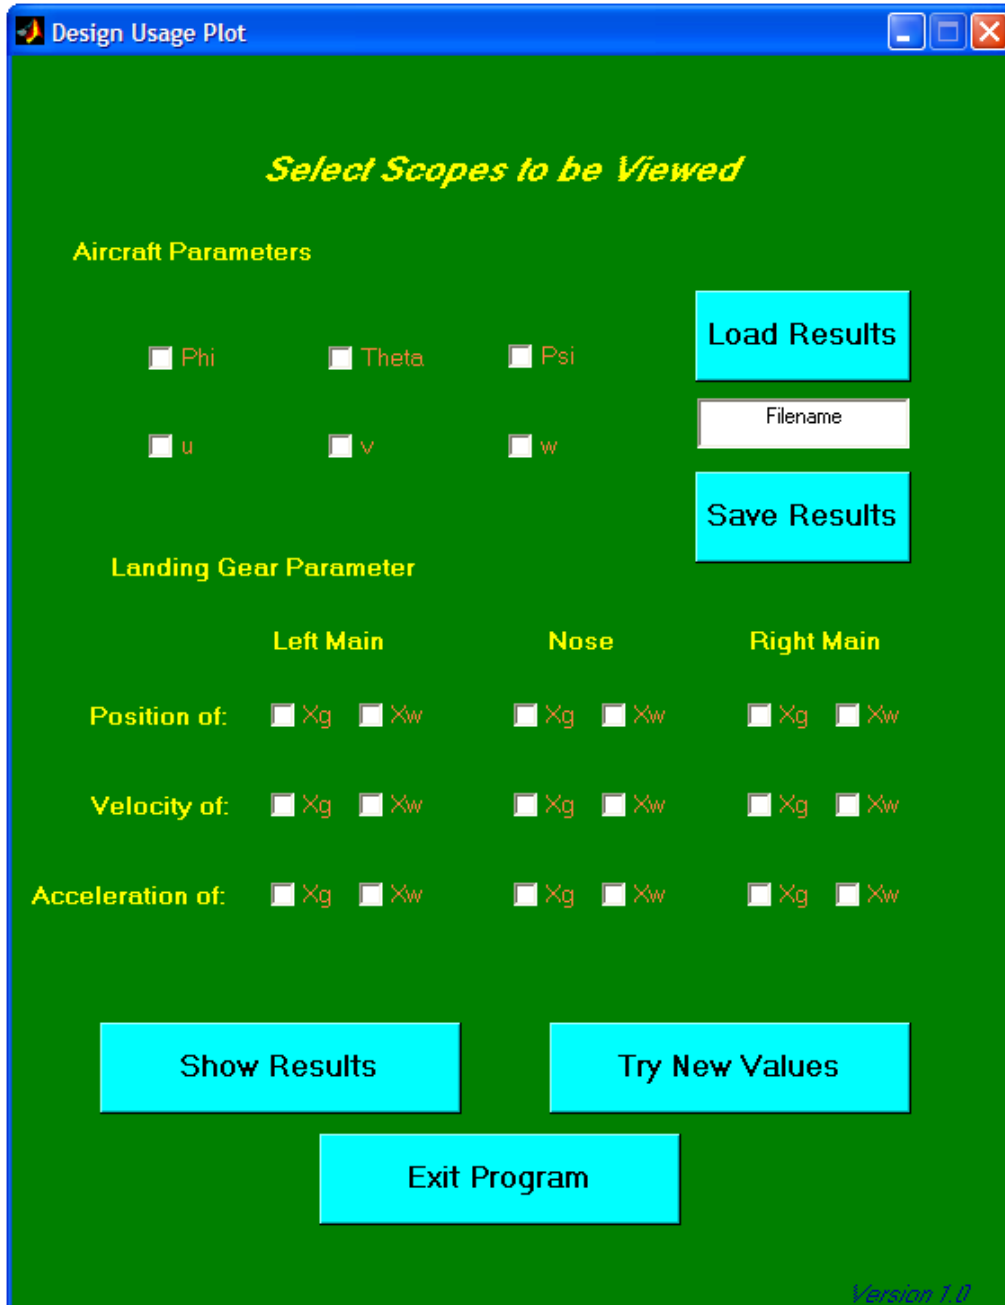 Design Usage Plot
Select Scopes to be Viewed
Aircraft Parameters
Load Results
Phi Theta Psi
Filename
u v w
Save Results
Landing Gear Parameter
Left Main Nose Right Main
Position of: Xg Xw Xg Xw Xg Xw
Velocity of: Xg Xw Xg Xw Xg Xw
Acceleration of: Xg Xw Xg Xw Xg Xw
Show Results Try New Values
Exit Program
Version 1.0